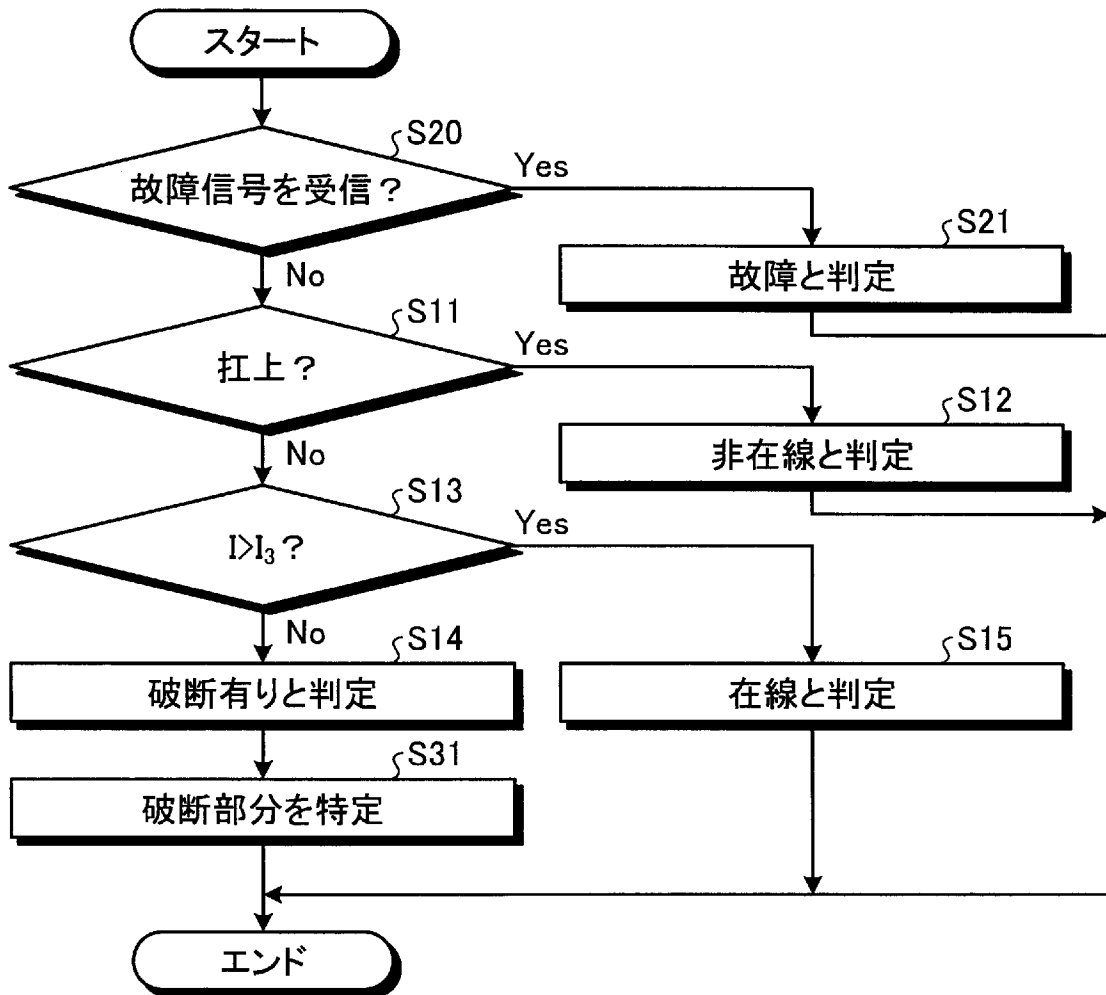 スタート
S20
故障信号を受信？
Yes
No
S21
故障と判定
S11
扛上？
Yes
No
S12
非在線と判定
S13
I>I₃？
Yes
No
S14
破断有りと判定
S15
在線と判定
S31
破断部分を特定
エンド